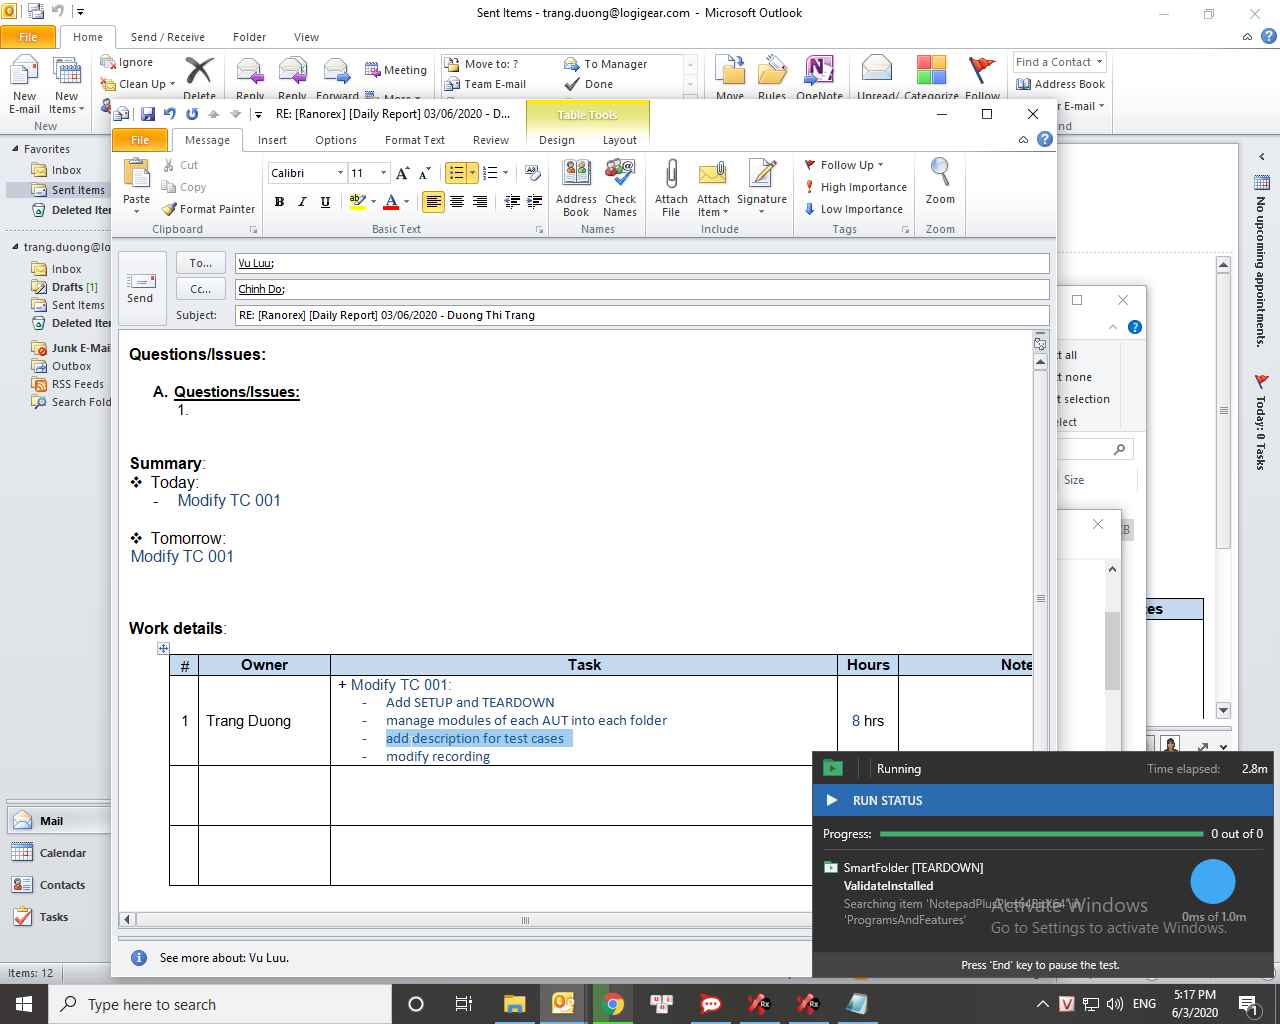 Sent Items - trang.duong@logigear.com - Microsoft Outlook
File Home Send / Receive Folder View
New E-mail
New Items
New
Ignore
Clean Up
Delete
Reply
Reply
Forward
Meeting
More
Move to: ?
Team E-mail
To Manager
Done
Move
Rules
OneNote
Unread/
Categorize
Follow
Find a Contact
Address Book
r E-mail
nd
Favorites
Inbox
Sent Items
Deleted Iter
trang.duong@lo
Inbox
Drafts [1]
Sent Items
Deleted Iter
Junk E-Mai
Outbox
RSS Feeds
Search Fold
Mail
Calendar
Contacts
Tasks
Items: 12
RE: [Ranorex] [Daily Report] 03/06/2020 - D...
Table Tools
File Message Insert Options Format Text Review Design Layout
Paste
Cut
Copy
Format Painter
Clipboard
Calibri 11
B I U
Basic Text
Address Book
Check Names
Names
Attach File
Attach Item
Signature
Include
Follow Up
High Importance
Low Importance
Tags
Zoom
Zoom
Send
To... Vu Luu;
Cc... Chinh Do;
Subject: RE: [Ranorex] [Daily Report] 03/06/2020 - Duong Thi Trang
Questions/Issues:
A. Questions/Issues:
1.
Summary:
❖ Today:
- Modify TC 001
❖ Tomorrow:
Modify TC 001
Work details:
# Owner Task Hours Note
1 Trang Duong
+ Modify TC 001:
- Add SETUP and TEARDOWN
- manage modules of each AUT into each folder
- add description for test cases
- modify recording
8 hrs
See more about: Vu Luu.
t all
t none
t selection
lect
Size
B
es
No upcoming appointments.
Today: 0 Tasks
Running Time elapsed: 2.8m
RUN STATUS
Progress: 0 out of 0
SmartFolder [TEARDOWN]
ValidateInstalled
Searching item
'ProgramsAndFeatures'
0ms of 1.0m
Activate Windows
Go to Settings to activate Windows.
Press 'End' key to pause the test.
Type here to search
ENG
5:17 PM
6/3/2020
1